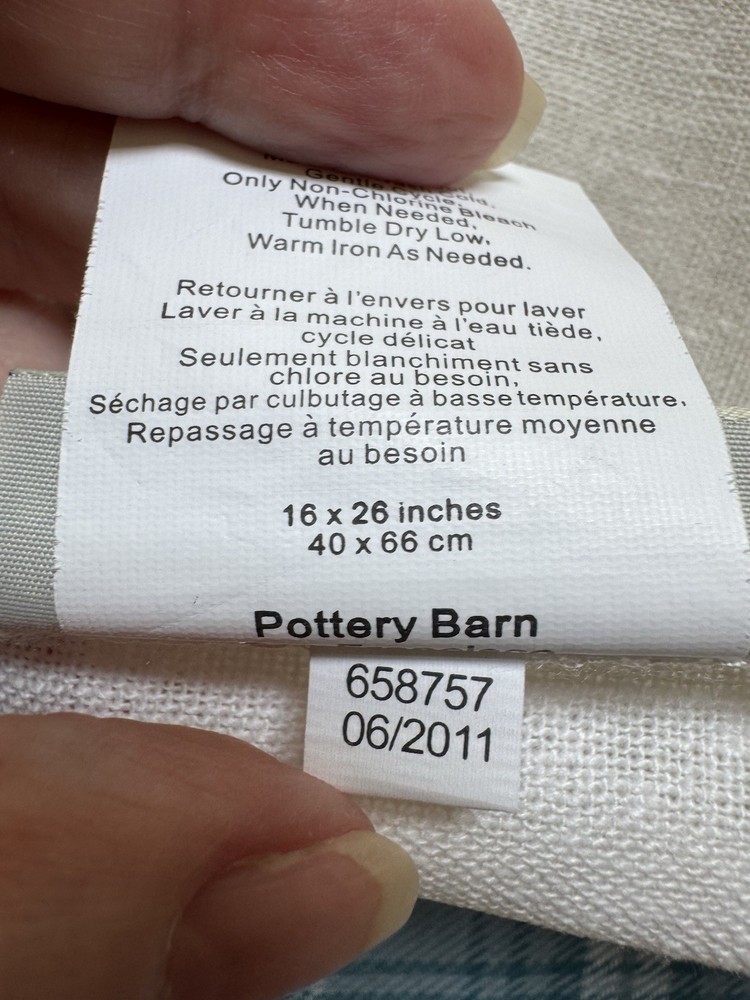 Gentle Cycle.
Only Non-Chlorine Bleach
When Needed,
Tumble Dry Low,
Warm Iron As Needed.
Retourner à l'envers pour laver
Laver à la machine à l'eau tiède,
cycle délicat
Seulement blanchiment sans
chlore au besoin,
Séchage par culbutage à basse température.
Repassage à température moyenne
au besoin
16 x 26 inches
40 x 66 cm
Pottery Barn
658757
06/2011